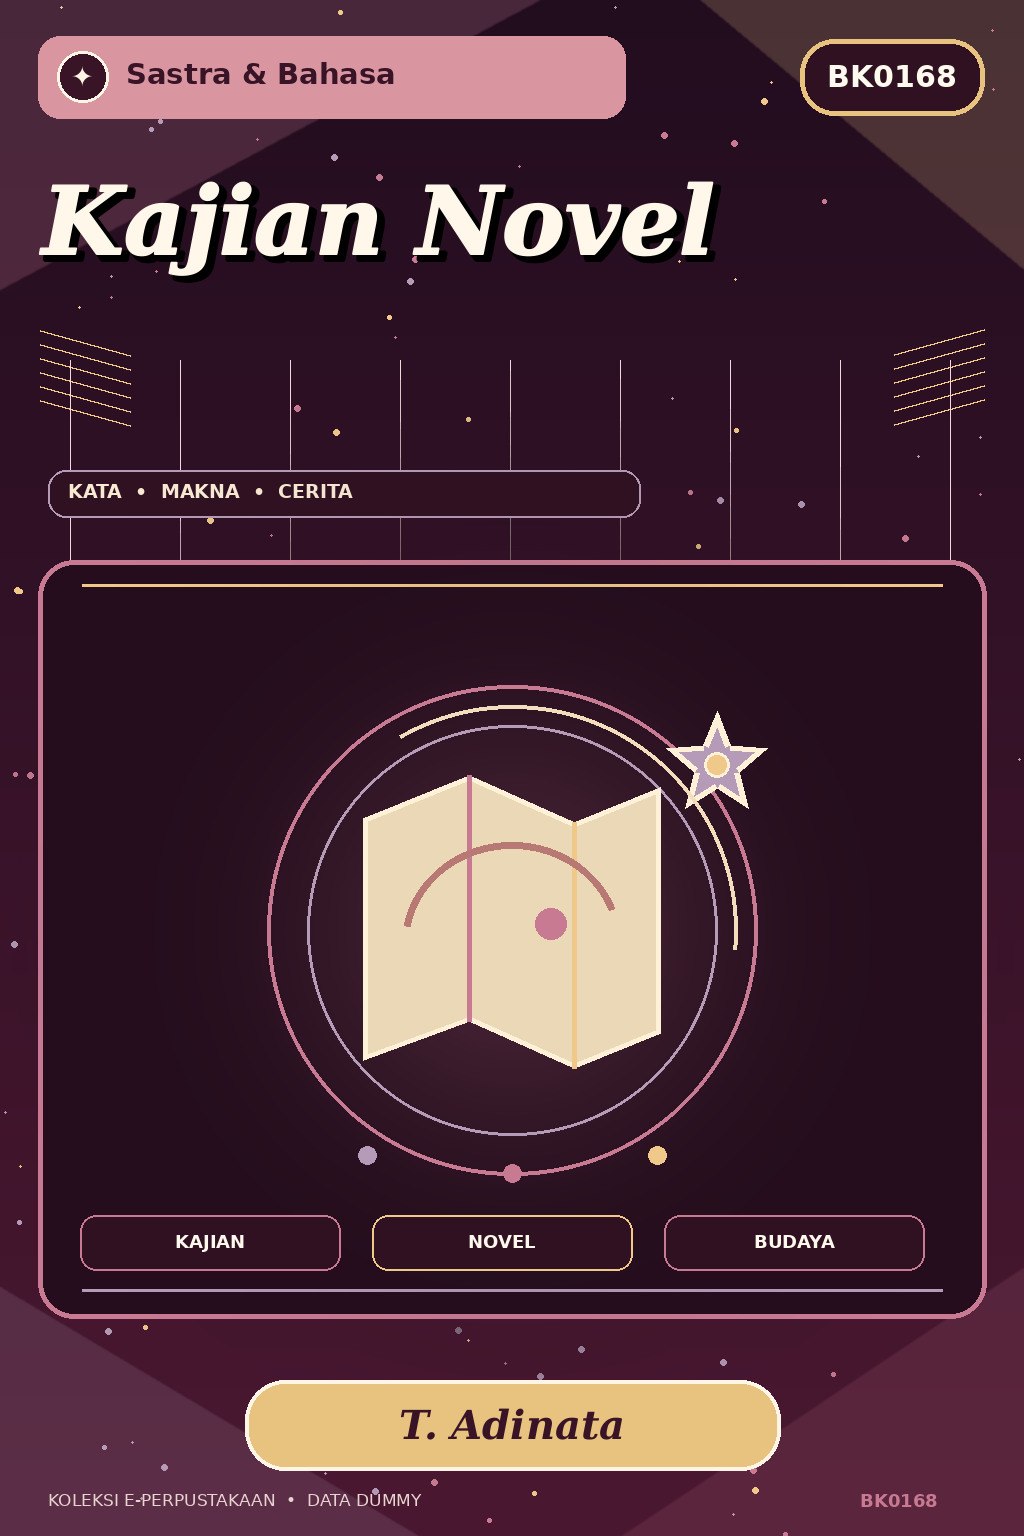 Sastra & Bahasa
BK0168
Kajian Novel
KATA • MAKNA • CERITA
KAJIAN
NOVEL
BUDAYA
T. Adinata
KOLEKSI E-PERPUSTAKAAN • DATA DUMMY
BK0168